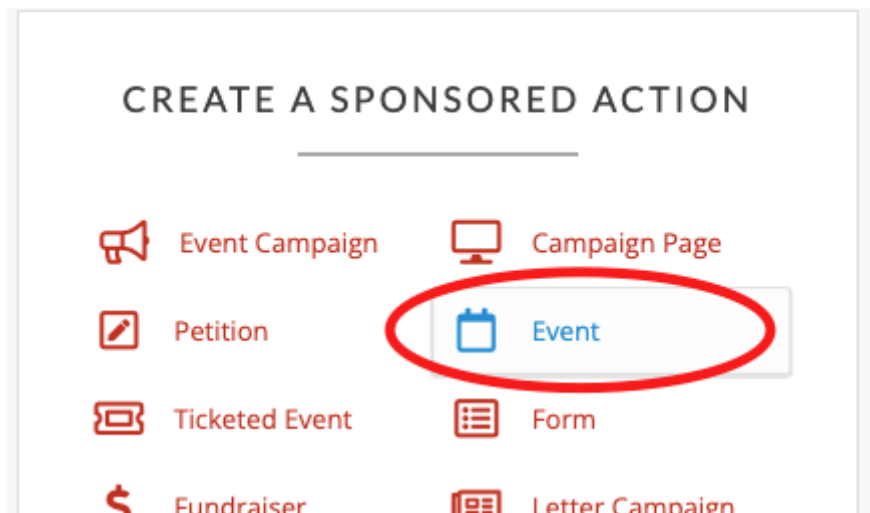 CREATE A SPONSORED ACTION
Event Campaign
Campaign Page
Petition
Event
Ticketed Event
Form
Fundraiser
Letter Campaign